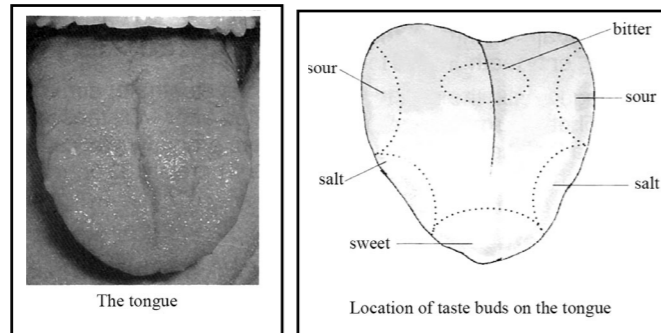 The tongue
bitter
sour
sour
salt
salt
sweet
Location of taste buds on the tongue